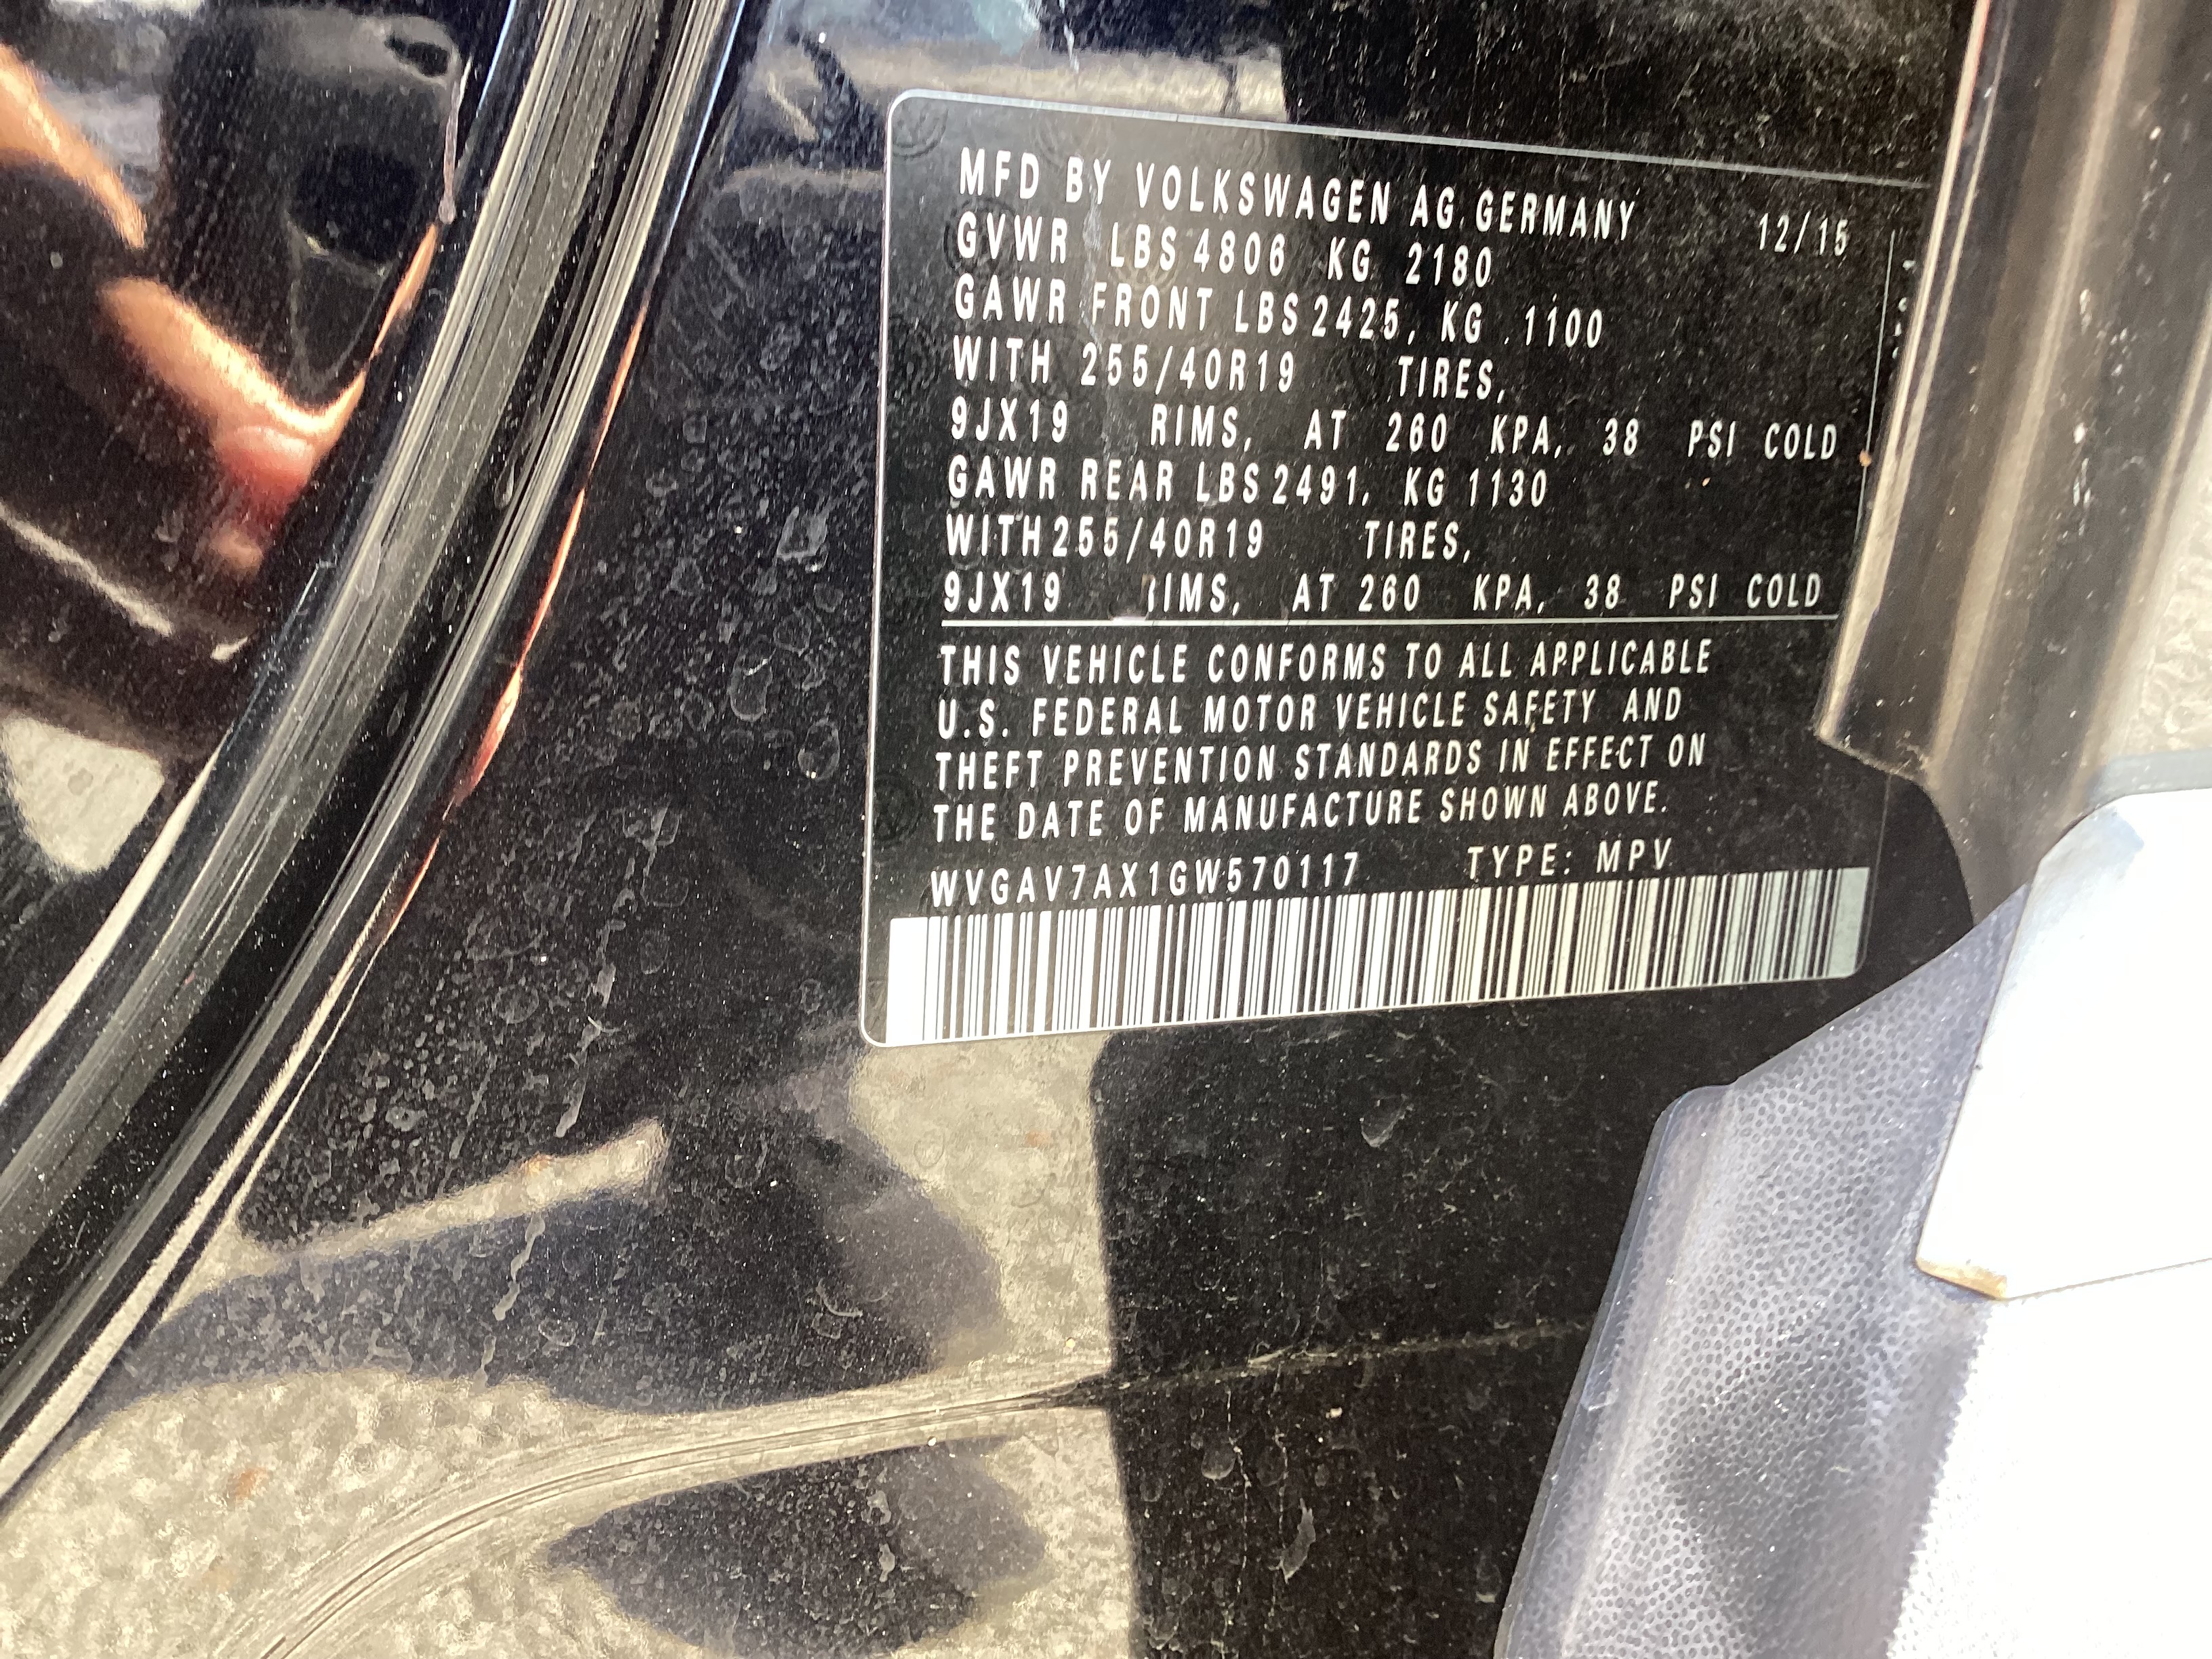 MFD BY VOLKSWAGEN AG GERMANY 12/15
GVWR LBS 4806 KG 2180
GAWR FRONT LBS 2425, KG 1100
WITH 255/40R19 TIRES,
9JX19 RIMS, AT 260 KPA, 38 PSI COLD
GAWR REAR LBS 2491, KG 1130
WITH 255/40R19 TIRES,
9JX19 RIMS, AT 260 KPA, 38 PSI COLD
THIS VEHICLE CONFORMS TO ALL APPLICABLE
U.S. FEDERAL MOTOR VEHICLE SAFETY AND
THEFT PREVENTION STANDARDS IN EFFECT ON
THE DATE OF MANUFACTURE SHOWN ABOVE.
WVGAV7AX1GW570117 TYPE: MPV